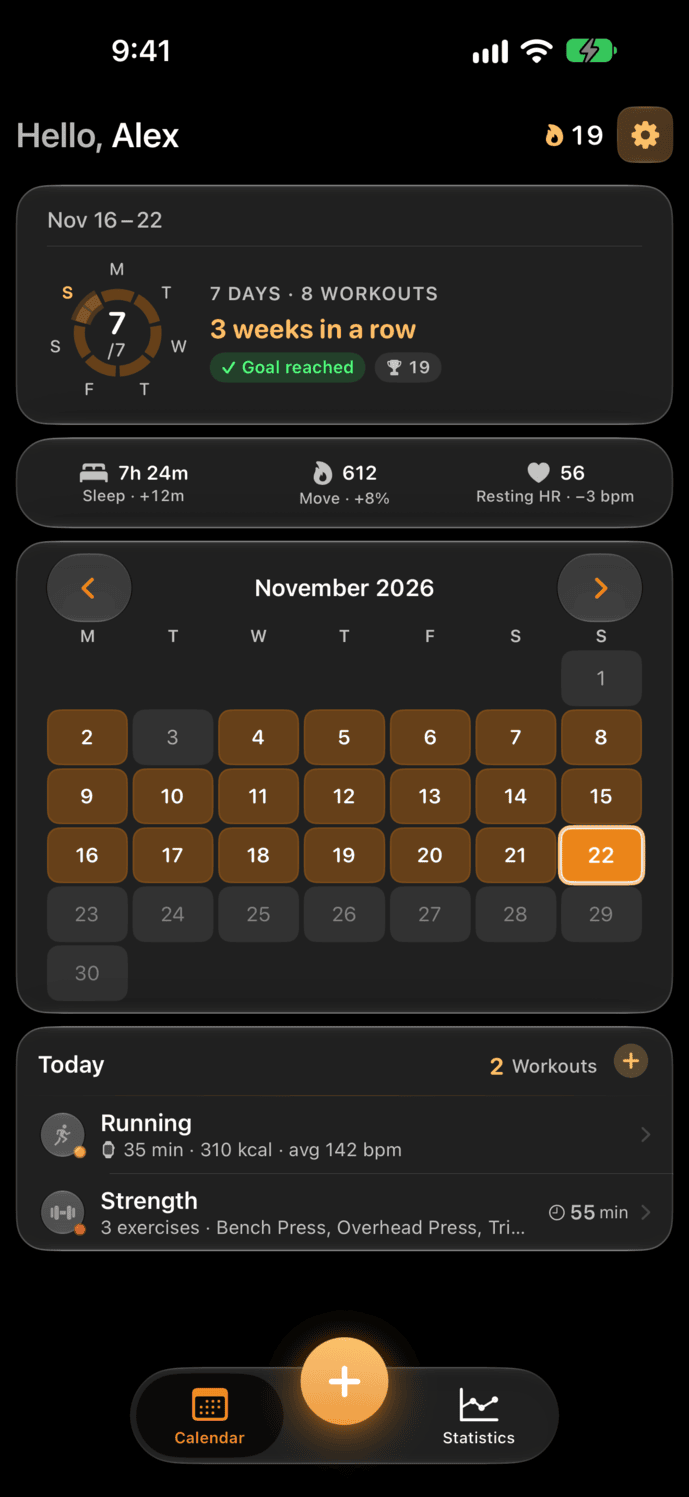 9:41
Hello, Alex
19
Nov 16–22
M
S T
7
S W
/7
F T
7 DAYS · 8 WORKOUTS
3 weeks in a row
Goal reached 19
7h 24m
Sleep · +12m
612
Move · +8%
56
Resting HR · −3 bpm
November 2026
M T W T F S S
1
2 3 4 5 6 7 8
9 10 11 12 13 14 15
16 17 18 19 20 21 22
23 24 25 26 27 28 29
30
Today
2 Workouts
Running
35 min · 310 kcal · avg 142 bpm
Strength
3 exercises · Bench Press, Overhead Press, Tri...
55 min
Calendar
Statistics